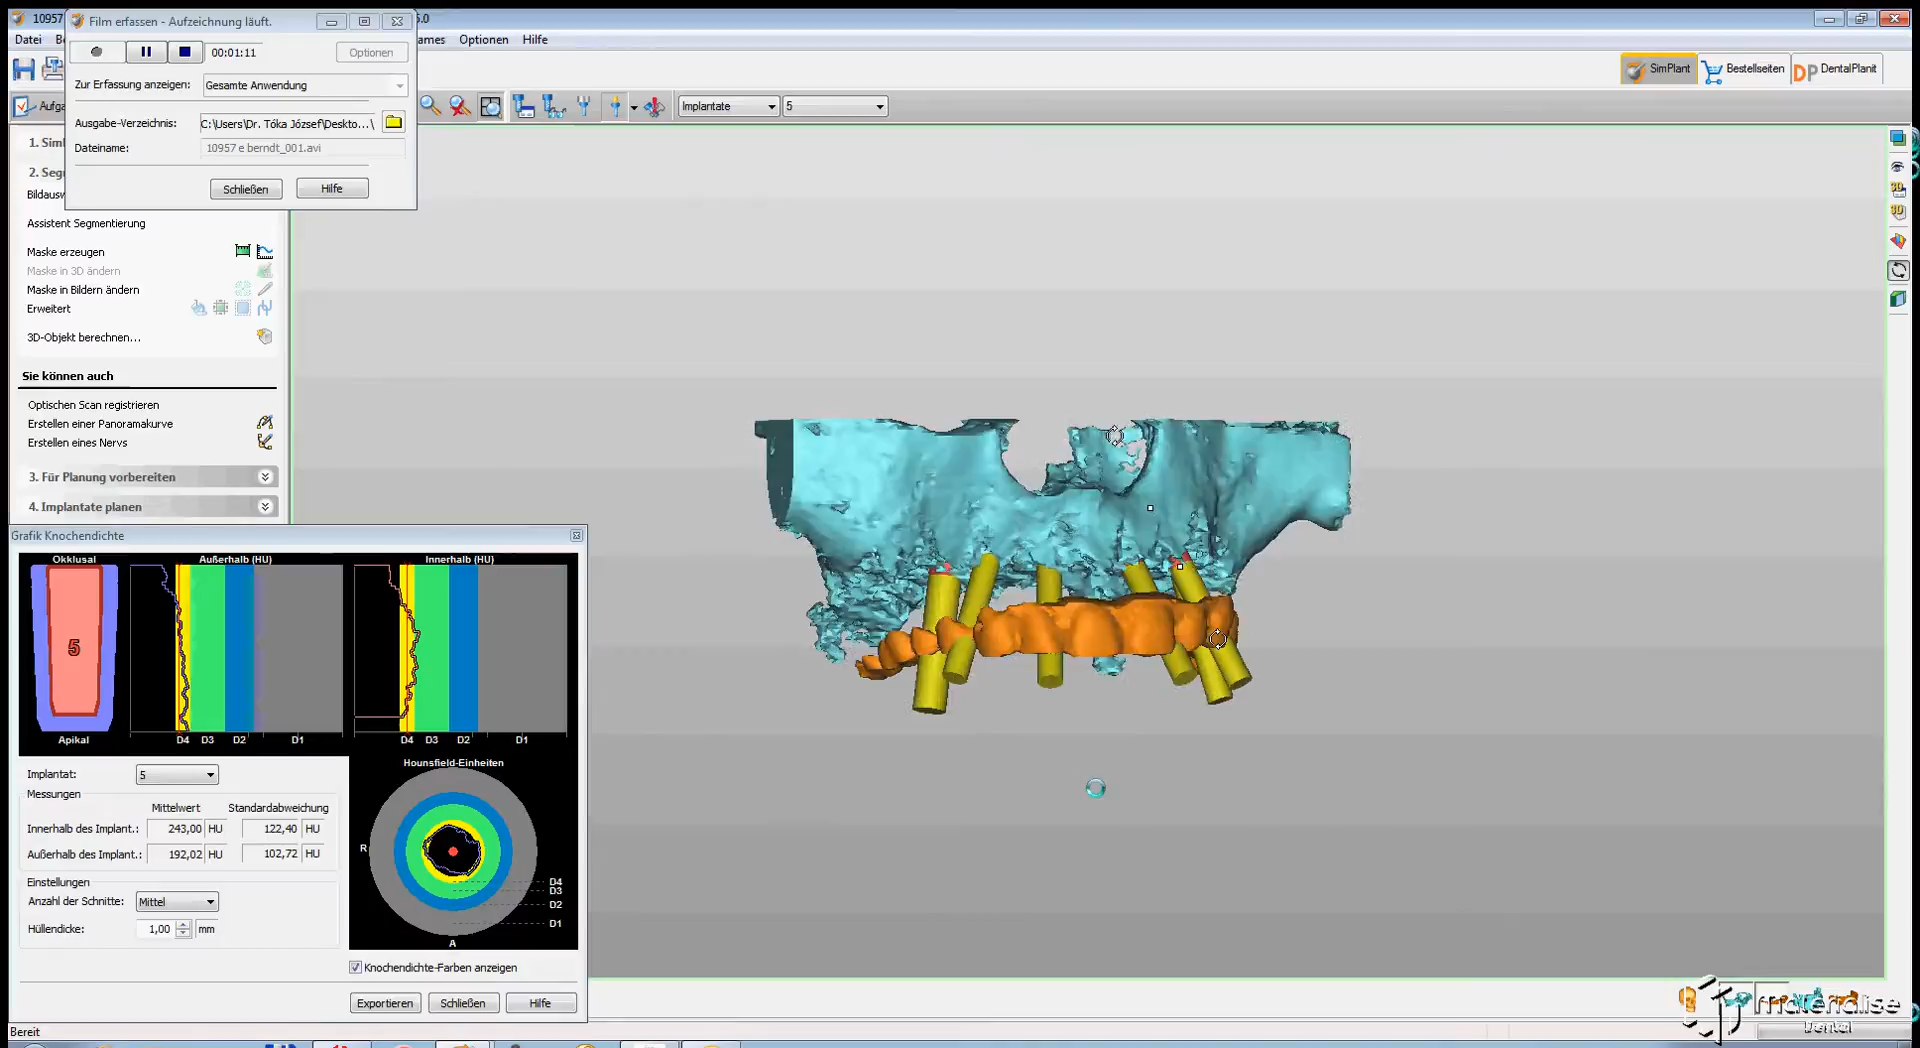 10957
Film erfassen - Aufzeichnung läuft.
5.0
Datei
ames
Optionen
Hilfe
00:01:11
Optionen
Zur Erfassung anzeigen:
Gesamte Anwendung
Ausgabe-Verzeichnis:
C:\Users\Dr. Tóka József\Deskto...\
Dateiname:
10957 e berndt_001.avi
Schließen
Hilfe
SimPlant
Bestellseiten
DP
DentalPlanit
Aufga
Implantate
5
Bildausw
Assistent Segmentierung
Maske erzeugen
Maske in 3D ändern
Maske in Bildern ändern
Erweitert
3D-Objekt berechnen...
Sie können auch
Optischen Scan registrieren
Erstellen einer Panoramakurve
Erstellen eines Nervs
3. Für Planung vorbereiten
4. Implantate planen
Grafik Knochendichte
Okklusal
Außerhalb (HU)
Innerhalb (HU)
5
Apikal
D4 D3 D2 D1
D4 D3 D2 D1
Hounsfield-Einheiten
Implantat:
5
Messungen
Mittelwert
Standardabweichung
Innerhalb des Implant.:
243,00 HU
122,40 HU
Außerhalb des Implant.:
192,02 HU
102,72 HU
R
D4
D3
D2
D1
A
Einstellungen
Anzahl der Schnitte:
Mittel
Hüllendicke:
1,00 mm
Knochendichte-Farben anzeigen
Exportieren
Schließen
Hilfe
Bereit
materialise
Dental